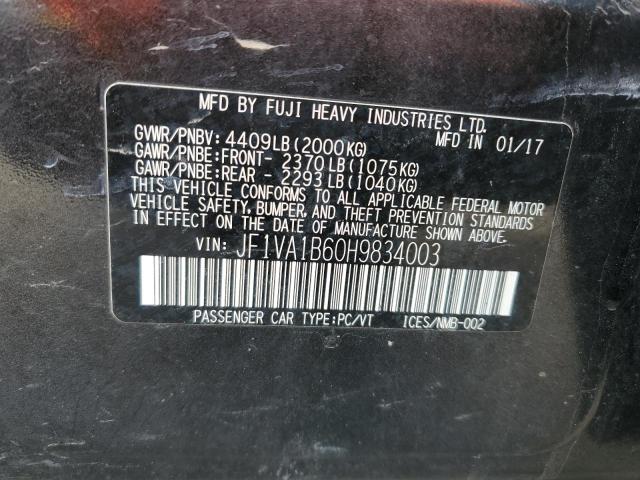 MFD BY FUJI HEAVY INDUSTRIES LTD.
MFD IN 01/17
GVWR/PNBV: 4409LB(2000KG)
GAWR/PNBE:FRONT- 2370LB(1075KG)
GAWR/PNBE:REAR - 2293LB(1040KG)
THIS VEHICLE CONFORMS TO ALL APPLICABLE FEDERAL MOTOR
VEHICLE SAFETY, BUMPER, AND THEFT PREVENTION STANDARDS
IN EFFECT ON THE DATE OF MANUFACTURE SHOWN ABOVE.
VIN: JF1VA1B60H9834003
PASSENGER CAR TYPE:PC/VT ICES/NMB-002